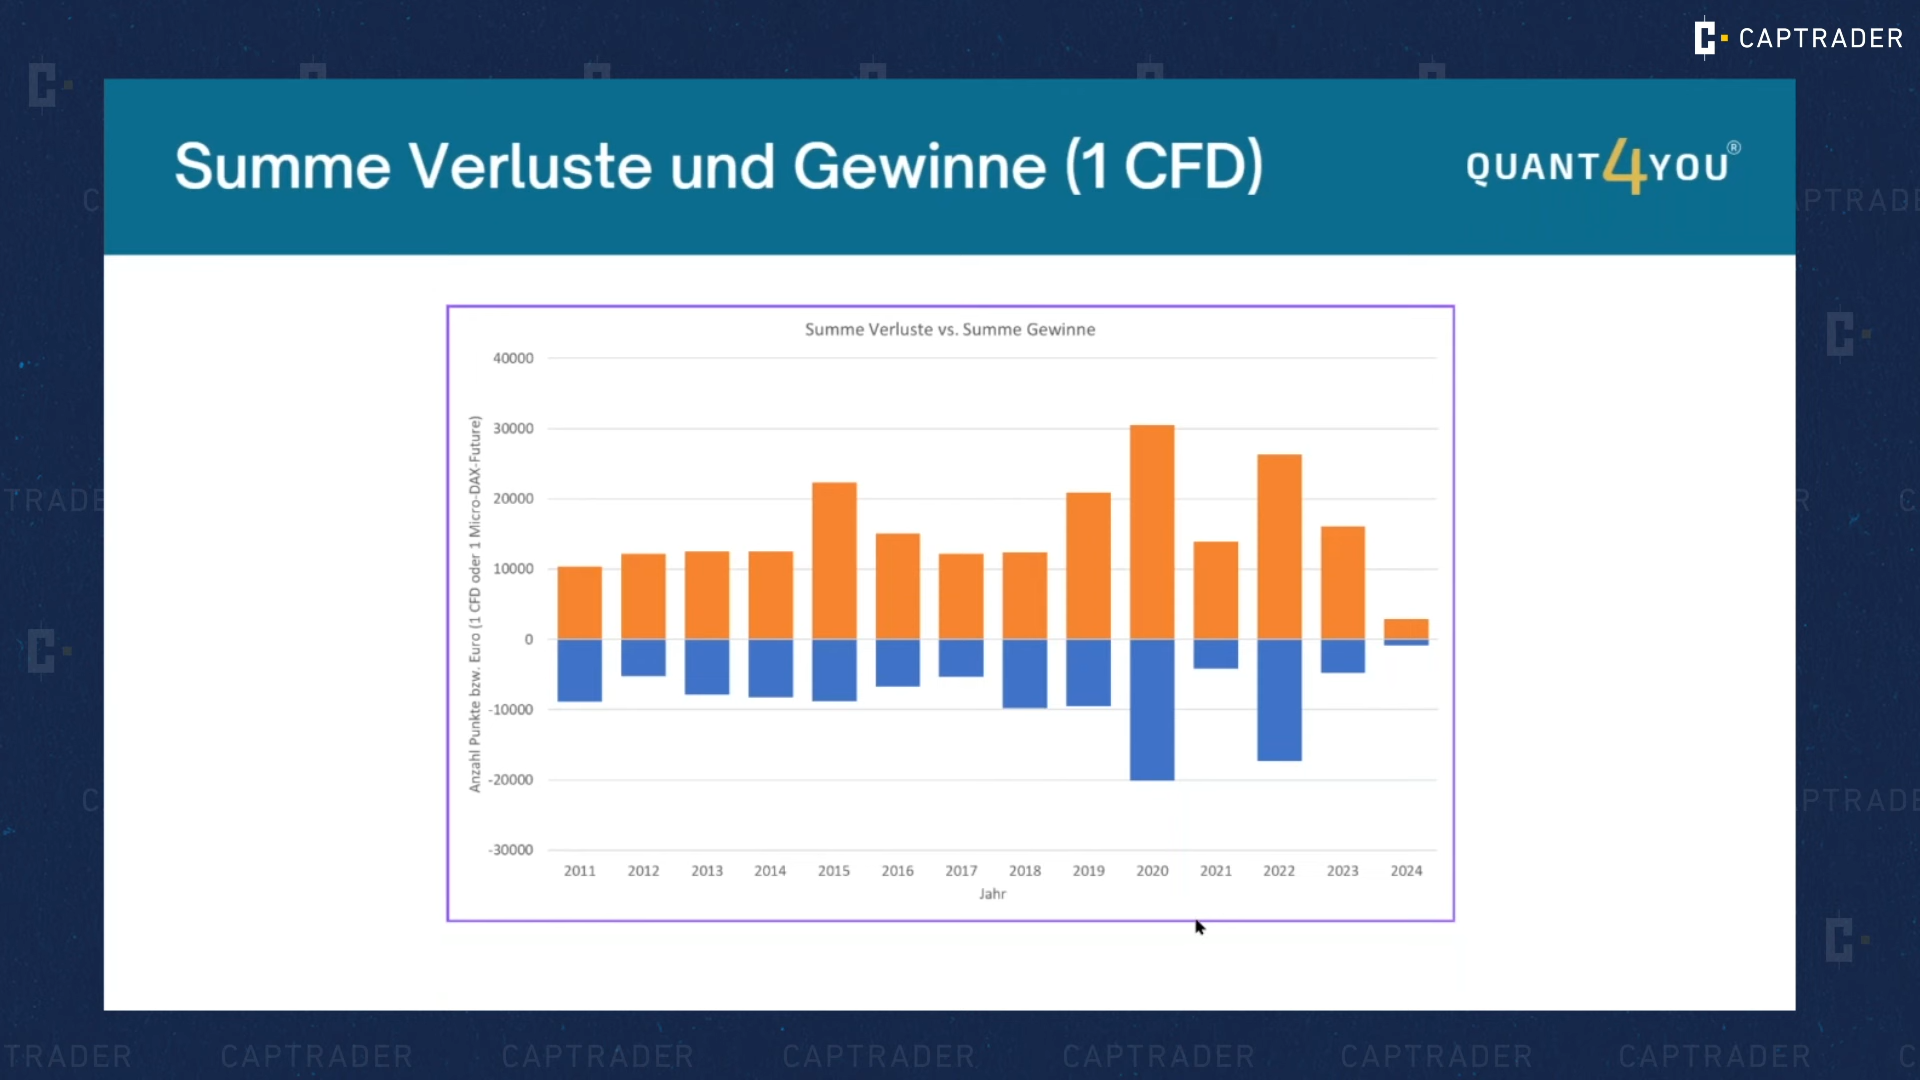 CAPTRADER
Summe Verluste und Gewinne (1 CFD)
QUANT4YOU®
Summe Verluste vs. Summe Gewinne
Anzahl Punkte bzw. Euro (1 CFD oder 1 Micro-DAX-Future)
40000
30000
20000
10000
0
-10000
-20000
-30000
2011 2012 2013 2014 2015 2016 2017 2018 2019 2020 2021 2022 2023 2024
Jahr
TRADER CAPTRADER CAPTRADER CAPTRADER CAPTRADER CAPTRADER CAPTRADER